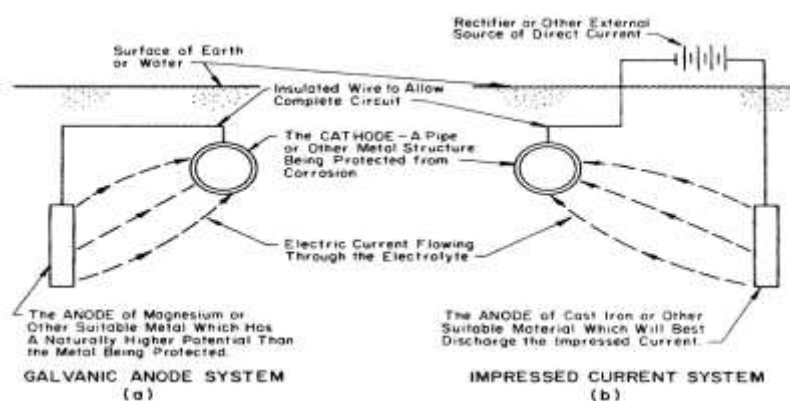 Rectifier or Other External
Source of Direct Current
Surface of Earth
or Water
Insulated Wire to Allow
Complete Circuit
The CATHODE - A Pipe
or Other Metal Structure
Being Protected from
Corrosion
Electric Current Flowing
Through the Electrolyte
The ANODE of Magnesium or
Other Suitable Metal Which Has
A Naturally Higher Potential Than
the Metal Being Protected.
The ANODE of Cast Iron or Other
Suitable Material Which Will Best
Discharge the Impressed Current.
GALVANIC ANODE SYSTEM
(a)
IMPRESSED CURRENT SYSTEM
(b)